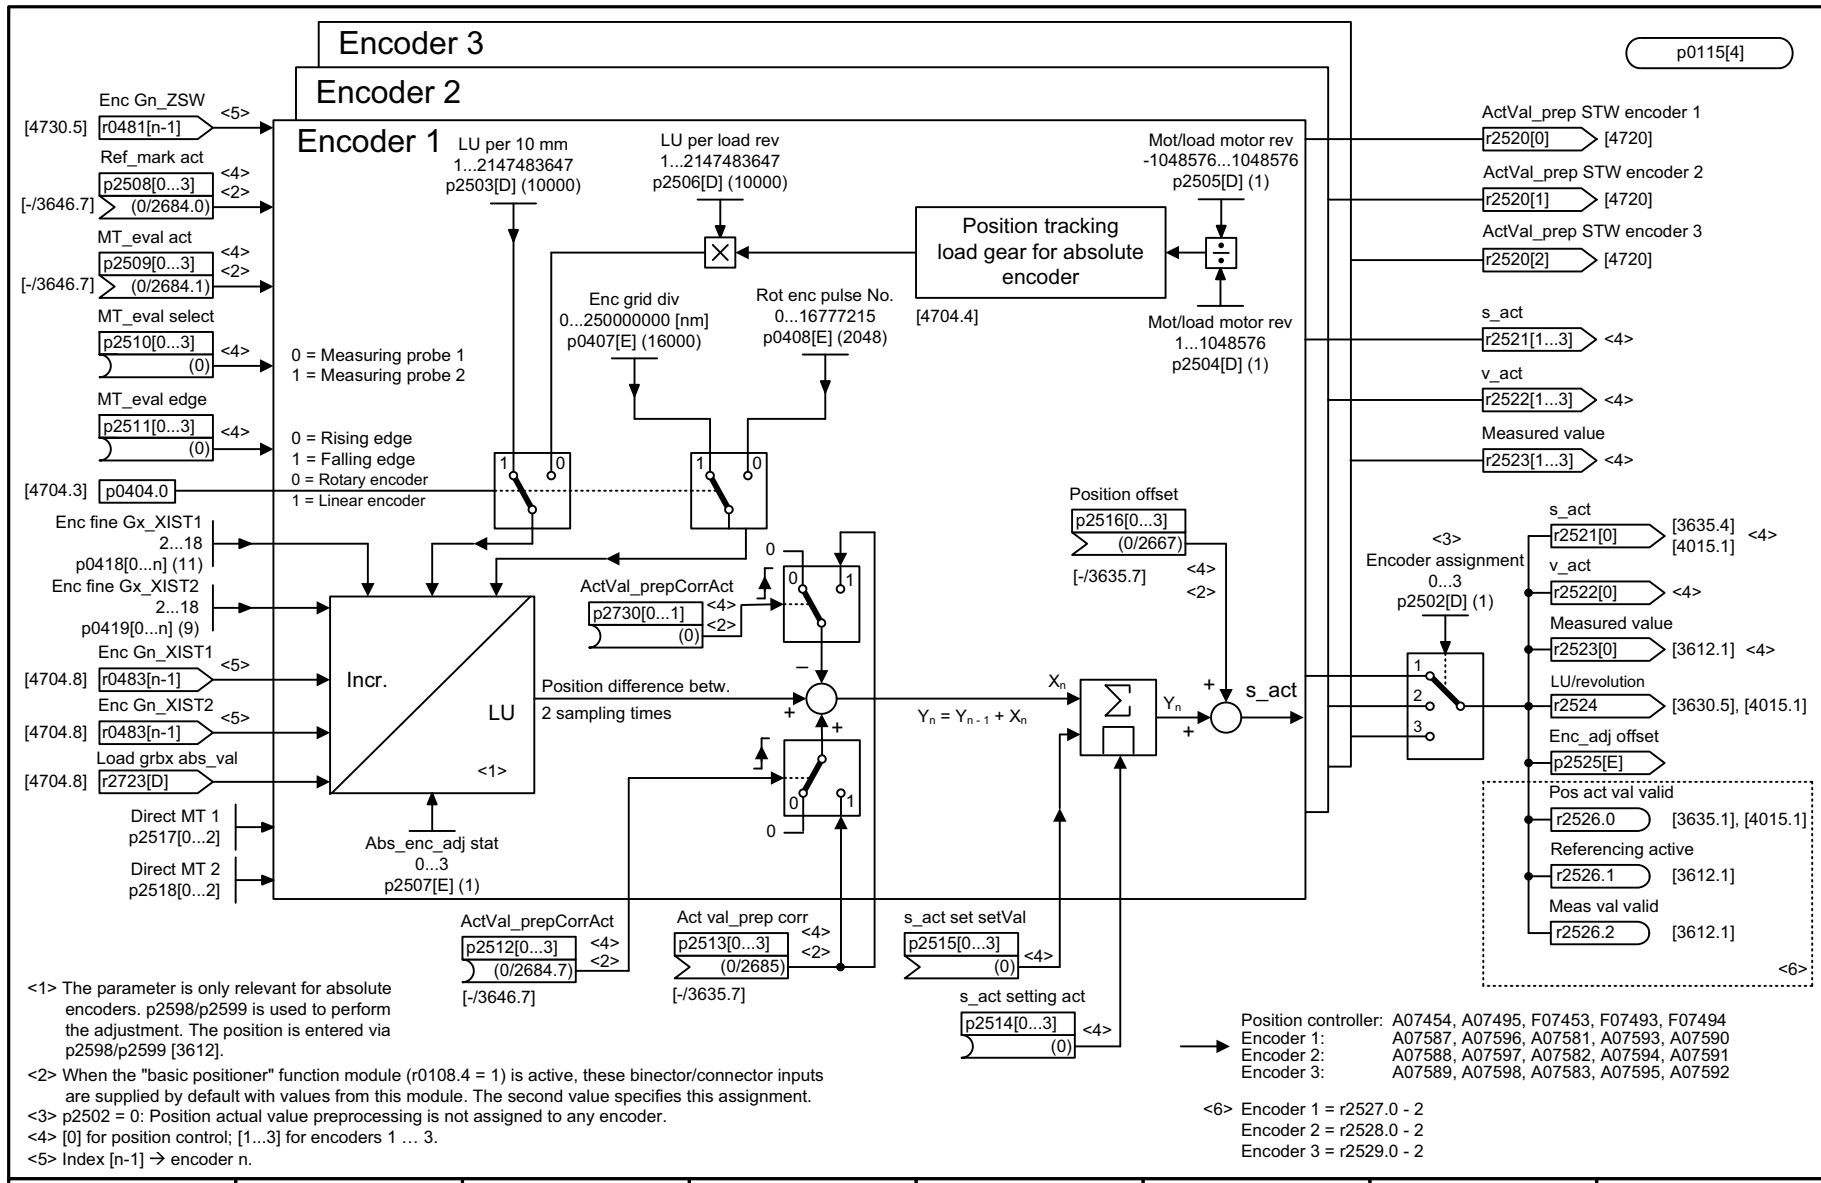 Encoder 3
p0115[4]
Encoder 2
Encoder 1
Enc Gn_ZSW
<5>
[4730.5]
r0481[n-1]
Ref_mark act
p2508[0...3]
<4>
<2>
[-/3646.7]
(0/2684.0)
MT_eval act
p2509[0...3]
<4>
<2>
[-/3646.7]
(0/2684.1)
MT_eval select
p2510[0...3]
<4>
(0)
0 = Measuring probe 1
1 = Measuring probe 2
MT_eval edge
p2511[0...3]
<4>
(0)
0 = Rising edge
1 = Falling edge
0 = Rotary encoder
1 = Linear encoder
[4704.3]
p0404.0
Enc fine Gx_XIST1
2...18
p0418[0...n] (11)
Enc fine Gx_XIST2
2...18
p0419[0...n] (9)
Enc Gn_XIST1
<5>
[4704.8]
r0483[n-1]
Enc Gn_XIST2
<5>
[4704.8]
r0483[n-1]
Load grbx abs_val
[4704.8]
r2723[D]
Direct MT 1
p2517[0...2]
Direct MT 2
p2518[0...2]
LU per 10 mm
1...2147483647
p2503[D] (10000)
LU per load rev
1...2147483647
p2506[D] (10000)
Mot/load motor rev
-1048576...1048576
p2505[D] (1)
Position tracking
load gear for absolute
encoder
[4704.4]
Mot/load motor rev
1...1048576
p2504[D] (1)
Enc grid div
0...250000000 [nm]
p0407[E] (16000)
Rot enc pulse No.
0...16777215
p0408[E] (2048)
1
0
1
0
Incr.
LU
<1>
Abs_enc_adj stat
0...3
p2507[E] (1)
ActVal_prepCorrAct
p2730[0...1]
<4>
<2>
(0)
0
0
1
Position difference betw.
2 sampling times
–
+
+
0
1
0
Xn
Yn = Yn - 1 + Xn
Σ
Yn
+
+
s_act
Position offset
p2516[0...3]
(0/2667)
[-/3635.7]
<4>
<2>
ActVal_prepCorrAct
p2512[0...3]
<4>
<2>
(0/2684.7)
[-/3646.7]
Act val_prep corr
p2513[0...3]
<4>
<2>
(0/2685)
[-/3635.7]
s_act set setVal
p2515[0...3]
<4>
(0)
s_act setting act
p2514[0...3]
<4>
(0)
ActVal_prep STW encoder 1
r2520[0]
[4720]
ActVal_prep STW encoder 2
r2520[1]
[4720]
ActVal_prep STW encoder 3
r2520[2]
[4720]
s_act
r2521[1...3]
<4>
v_act
r2522[1...3]
<4>
Measured value
r2523[1...3]
<4>
<3>
Encoder assignment
0...3
p2502[D] (1)
1
2
3
s_act
r2521[0]
[3635.4]
[4015.1]
<4>
v_act
r2522[0]
<4>
Measured value
r2523[0]
[3612.1]
<4>
LU/revolution
r2524
[3630.5], [4015.1]
Enc_adj offset
p2525[E]
Pos act val valid
r2526.0
[3635.1], [4015.1]
Referencing active
r2526.1
[3612.1]
Meas val valid
r2526.2
[3612.1]
<6>
<1> The parameter is only relevant for absolute
encoders. p2598/p2599 is used to perform
the adjustment. The position is entered via
p2598/p2599 [3612].
<2> When the "basic positioner" function module (r0108.4 = 1) is active, these binector/connector inputs
are supplied by default with values from this module. The second value specifies this assignment.
<3> p2502 = 0: Position actual value preprocessing is not assigned to any encoder.
<4> [0] for position control; [1...3] for encoders 1 … 3.
<5> Index [n-1] → encoder n.
Position controller: A07454, A07495, F07453, F07493, F07494
Encoder 1: A07587, A07596, A07581, A07593, A07590
Encoder 2: A07588, A07597, A07582, A07594, A07591
Encoder 3: A07589, A07598, A07583, A07595, A07592
<6> Encoder 1 = r2527.0 - 2
Encoder 2 = r2528.0 - 2
Encoder 3 = r2529.0 - 2